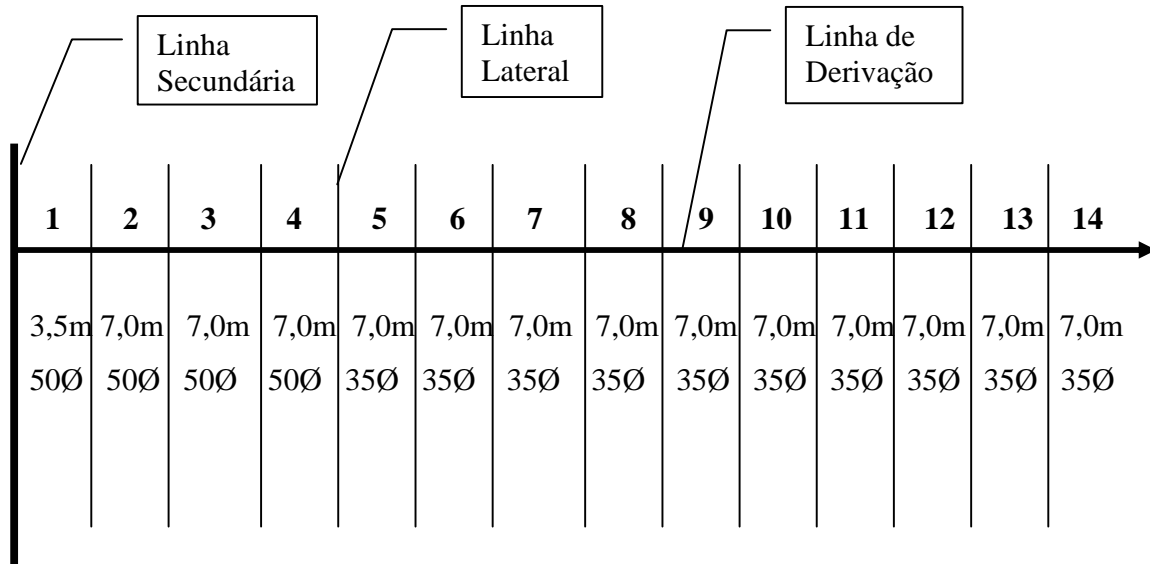 Linha
Secundária
Linha
Lateral
Linha de
Derivação
1 2 3 4 5 6 7 8 9 10 11 12 13 14
3,5m 7,0m 7,0m 7,0m 7,0m 7,0m 7,0m 7,0m 7,0m 7,0m 7,0m 7,0m 7,0m 7,0m
50Ø 50Ø 50Ø 50Ø 35Ø 35Ø 35Ø 35Ø 35Ø 35Ø 35Ø 35Ø 35Ø 35Ø